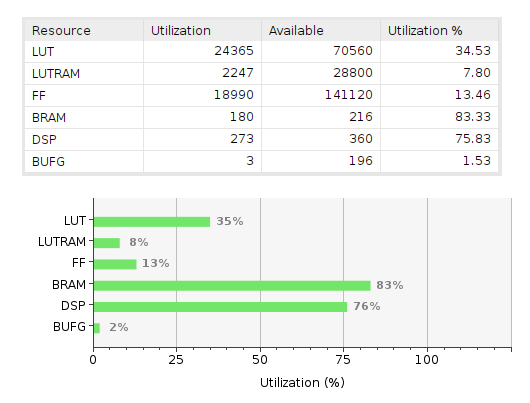 Resource Utilization Available Utilization %
LUT 24365 70560 34.53
LUTRAM 2247 28800 7.80
FF 18990 141120 13.46
BRAM 180 216 83.33
DSP 273 360 75.83
BUFG 3 196 1.53
LUT 35%
LUTRAM 8%
FF 13%
BRAM 83%
DSP 76%
BUFG 2%
0 25 50 75 100
Utilization (%)